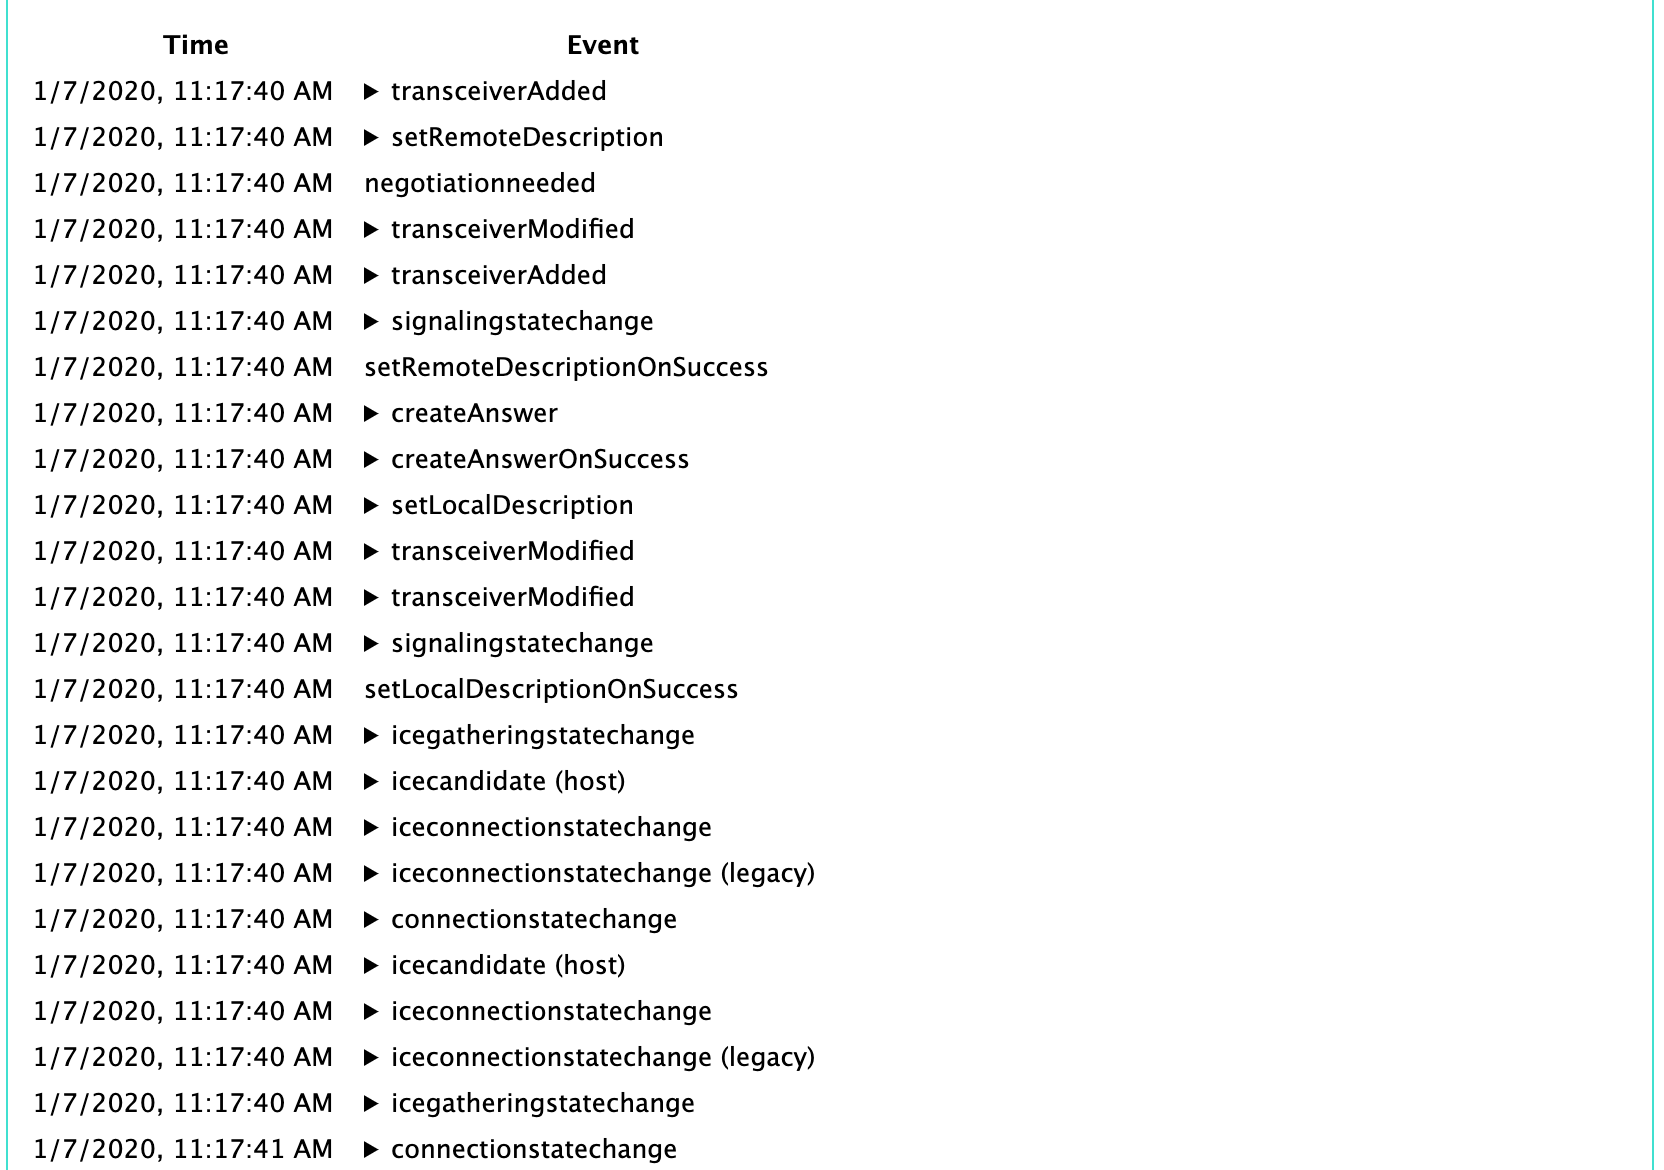 Time Event
1/7/2020, 11:17:40 AM ▶ transceiverAdded
1/7/2020, 11:17:40 AM ▶ setRemoteDescription
1/7/2020, 11:17:40 AM negotiationneeded
1/7/2020, 11:17:40 AM ▶ transceiverModified
1/7/2020, 11:17:40 AM ▶ transceiverAdded
1/7/2020, 11:17:40 AM ▶ signalingstatechange
1/7/2020, 11:17:40 AM setRemoteDescriptionOnSuccess
1/7/2020, 11:17:40 AM ▶ createAnswer
1/7/2020, 11:17:40 AM ▶ createAnswerOnSuccess
1/7/2020, 11:17:40 AM ▶ setLocalDescription
1/7/2020, 11:17:40 AM ▶ transceiverModified
1/7/2020, 11:17:40 AM ▶ transceiverModified
1/7/2020, 11:17:40 AM ▶ signalingstatechange
1/7/2020, 11:17:40 AM setLocalDescriptionOnSuccess
1/7/2020, 11:17:40 AM ▶ icegatheringstatechange
1/7/2020, 11:17:40 AM ▶ icecandidate (host)
1/7/2020, 11:17:40 AM ▶ iceconnectionstatechange
1/7/2020, 11:17:40 AM ▶ iceconnectionstatechange (legacy)
1/7/2020, 11:17:40 AM ▶ connectionstatechange
1/7/2020, 11:17:40 AM ▶ icecandidate (host)
1/7/2020, 11:17:40 AM ▶ iceconnectionstatechange
1/7/2020, 11:17:40 AM ▶ iceconnectionstatechange (legacy)
1/7/2020, 11:17:40 AM ▶ icegatheringstatechange
1/7/2020, 11:17:41 AM ▶ connectionstatechange